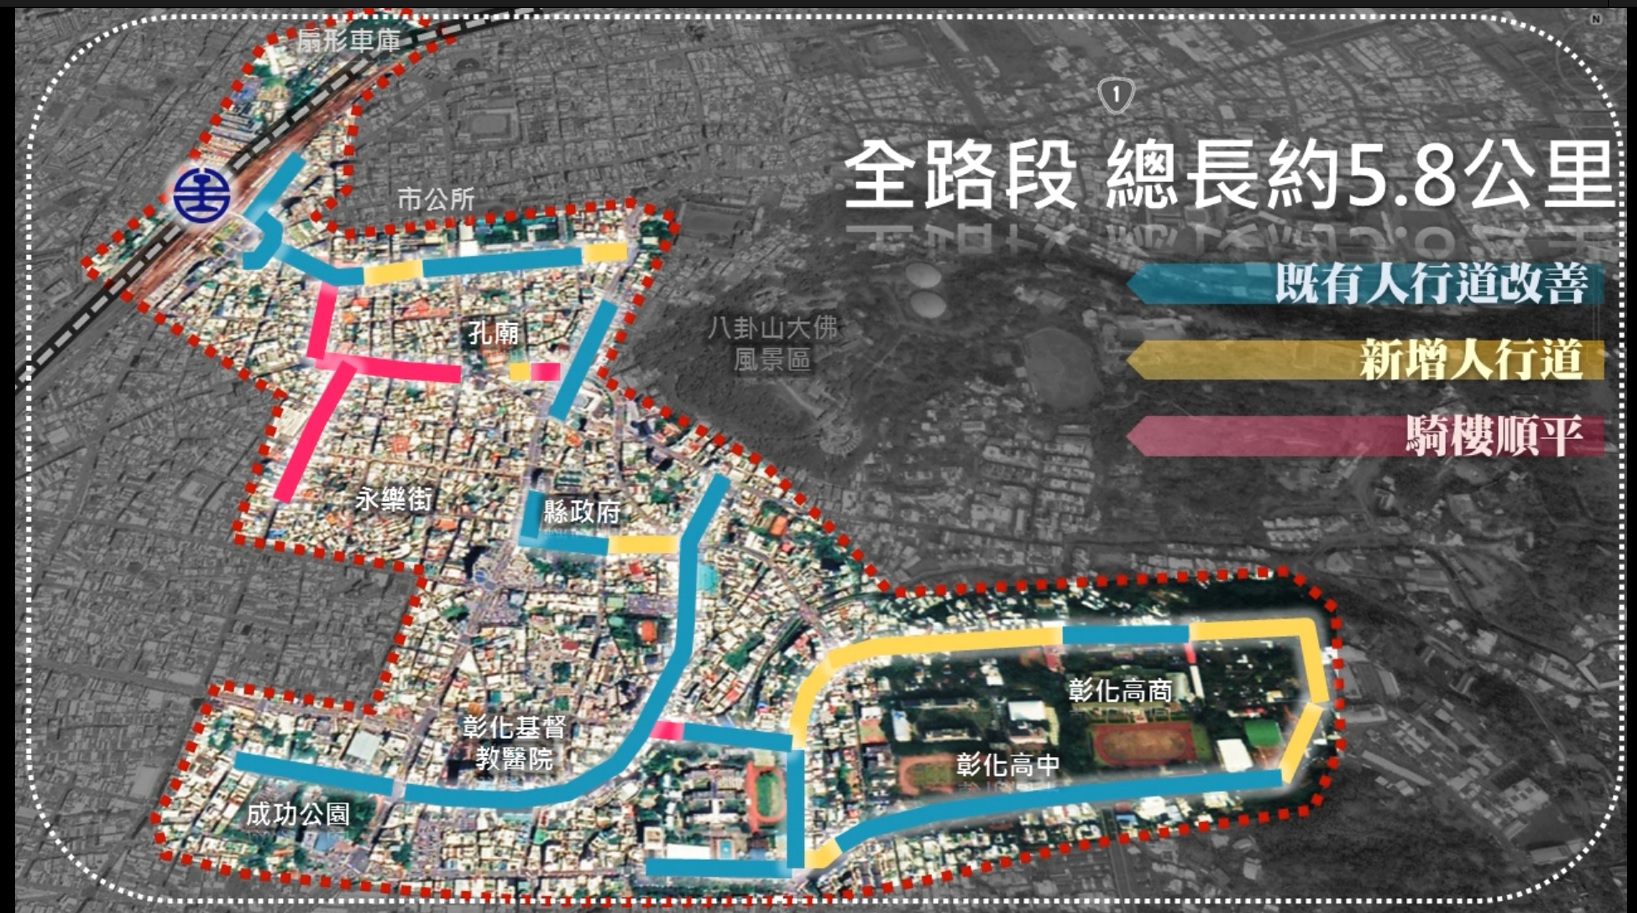 扇形車庫
N
1
全路段 總長約5.8公里
市公所
既有人行道改善
孔廟
八卦山大佛
風景區
新增人行道
騎樓順平
永樂街
縣政府
彰化高商
彰化基督
教醫院
彰化高中
成功公園